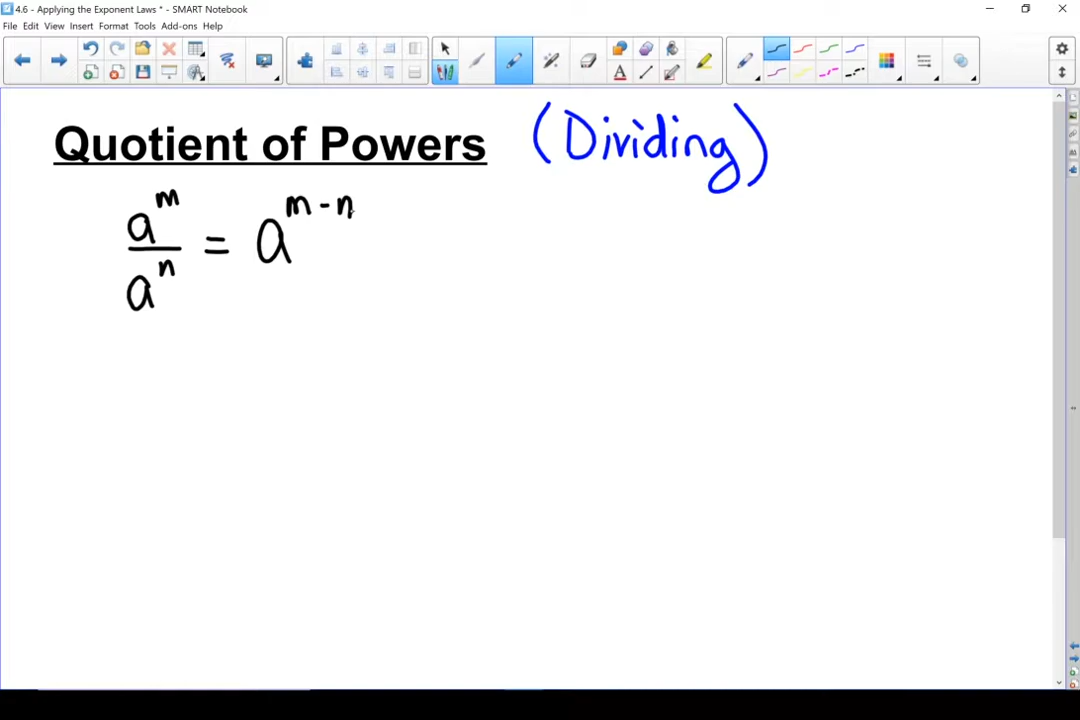 4.6 - Applying the Exponent Laws * - SMART Notebook
File Edit View Insert Format Tools Add-ons Help
Quotient of Powers (Dividing)
a^m / a^n = a^(m-n)